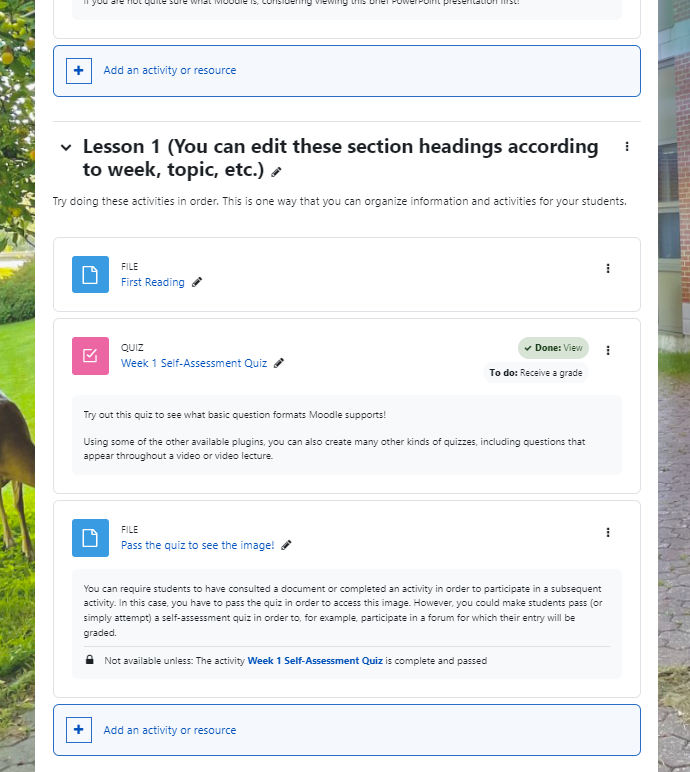 If you are not quite sure what Moodle is, considering viewing this brief PowerPoint presentation first!
Add an activity or resource
Lesson 1 (You can edit these section headings according
to week, topic, etc.)
Try doing these activities in order. This is one way that you can organize information and activities for your students.
FILE
First Reading
QUIZ
Week 1 Self-Assessment Quiz
Done: View
To do: Receive a grade
Try out this quiz to see what basic question formats Moodle supports!
Using some of the other available plugins, you can also create many other kinds of quizzes, including questions that
appear throughout a video or video lecture.
FILE
Pass the quiz to see the image!
You can require students to have consulted a document or completed an activity in order to participate in a subsequent
activity. In this case, you have to pass the quiz in order to access this image. However, you could make students pass (or
simply attempt) a self-assessment quiz in order to, for example, participate in a forum for which their entry will be
graded.
Not available unless: The activity Week 1 Self-Assessment Quiz is complete and passed
Add an activity or resource